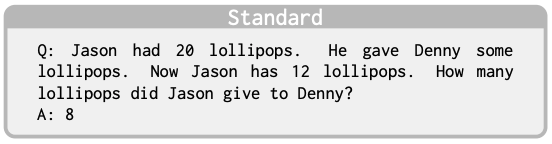 Standard
Q: Jason had 20 lollipops. He gave Denny some
lollipops. Now Jason has 12 lollipops. How many
lollipops did Jason give to Denny?
A: 8